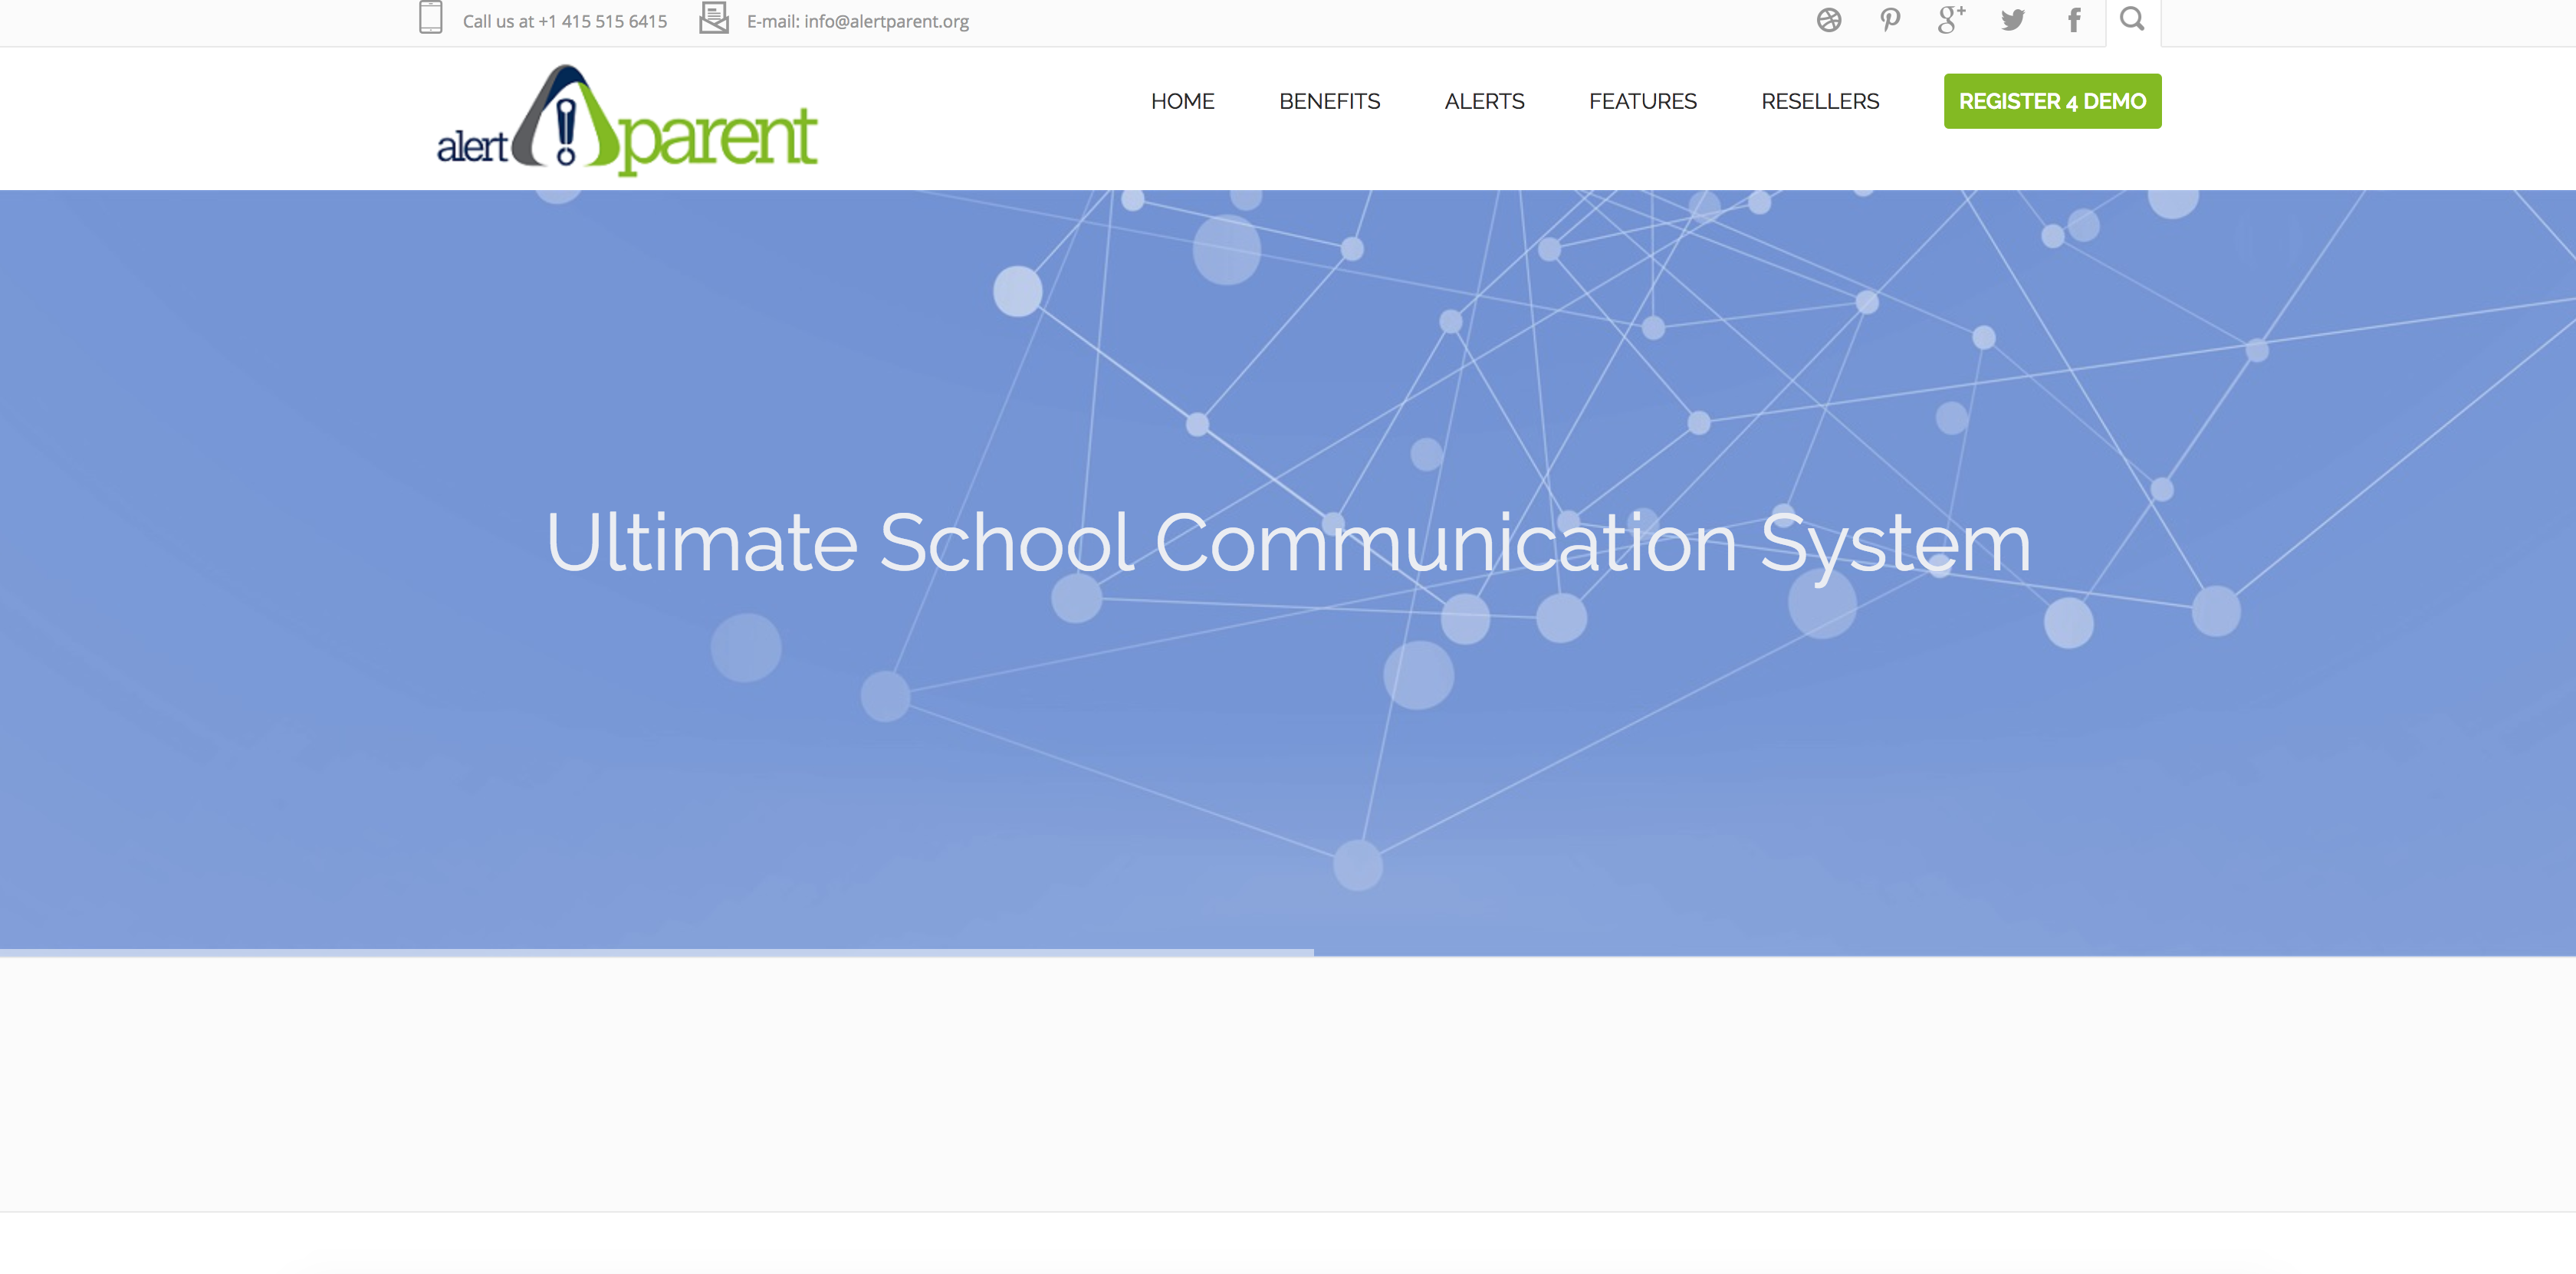 Call us at +1 415 515 6415
E-mail: info@alertparent.org
alert parent
HOME BENEFITS ALERTS FEATURES RESELLERS REGISTER 4 DEMO
Ultimate School Communication System